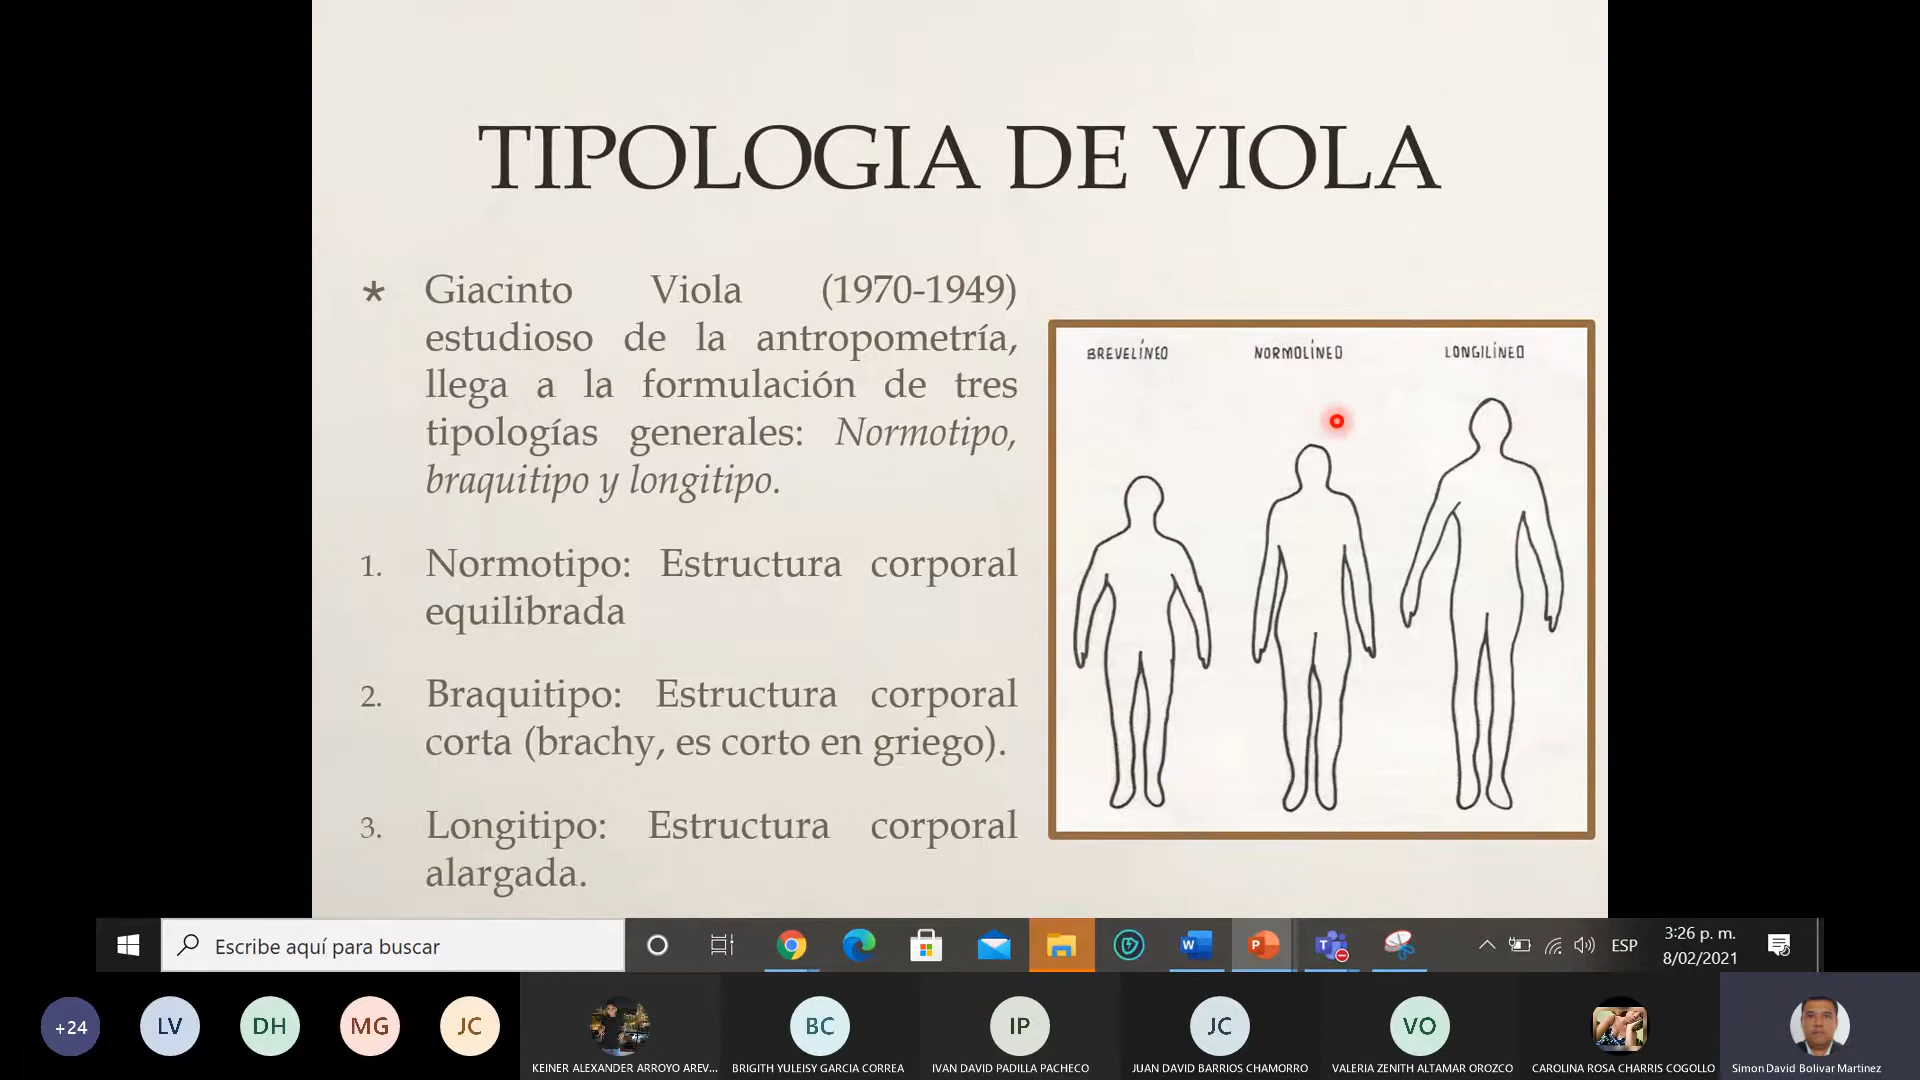 TIPOLOGIA DE VIOLA
* Giacinto Viola (1970-1949)
estudioso de la antropometría,
llega a la formulación de tres
tipologías generales: Normotipo,
braquitipo y longitipo.
1. Normotipo: Estructura corporal
equilibrada
2. Braquitipo: Estructura corporal
corta (brachy, es corto en griego).
3. Longitipo: Estructura corporal
alargada.
BREVELÍNEO NORMOLÍNEO LONGILÍNEO
Escribe aquí para buscar
W P T ESP
3:26 p. m.
8/02/2021
+24 LV DH MG JC BC IP JC VO
KEINER ALEXANDER ARROYO AREV... BRIGITH YULEISY GARCIA CORREA IVAN DAVID PADILLA PACHECO JUAN DAVID BARRIOS CHAMORRO VALERIA ZENITH ALTAMAR OROZCO CAROLINA ROSA CHARRIS COGOLLO Simon David Bolivar Martinez